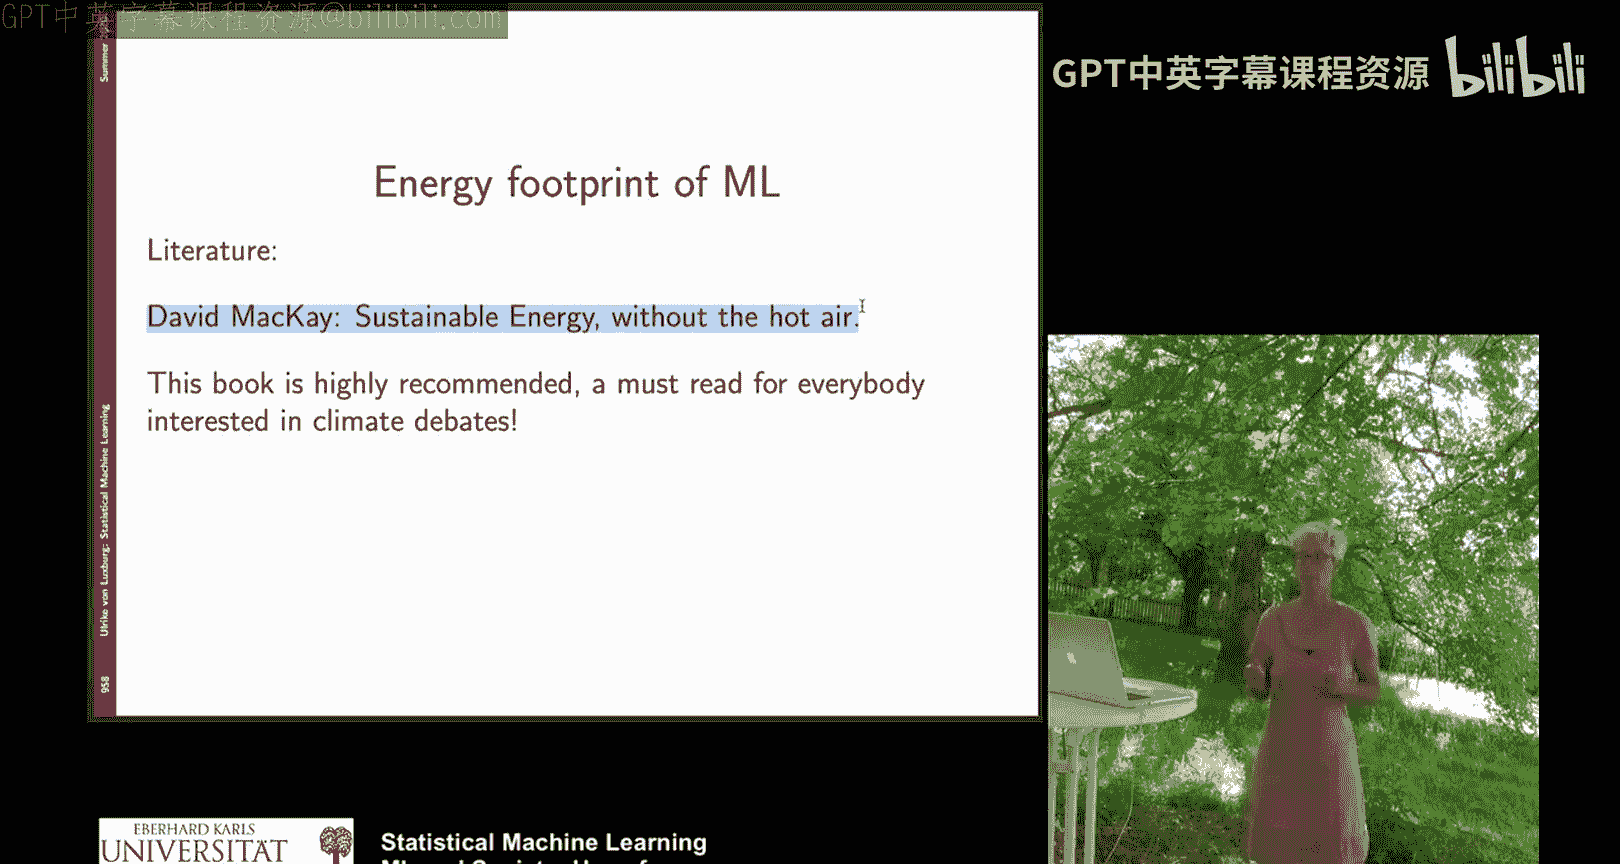 GPT中英字幕课程资源@bilibili.com
GPT中英字幕课程资源 bilibili
Summer
Energy footprint of ML
Literature:
David MacKay: Sustainable Energy, without the hot air.
This book is highly recommended, a must read for everybody
interested in climate debates!
Ulrike von Luxburg: Statistical Machine Learning
958
EBERHARD KARLS
UNIVERSITÄT
Statistical Machine Learning